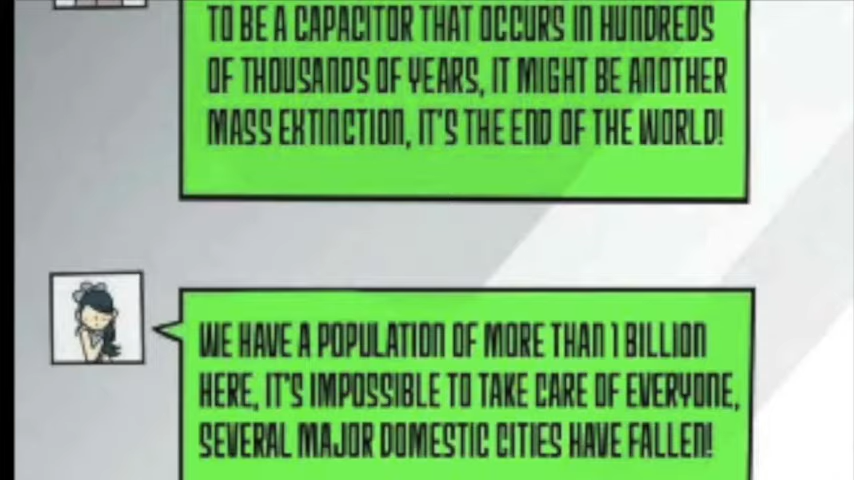 TO BE A CAPACITOR THAT OCCURS IN HUNDREDS
OF THOUSANDS OF YEARS, IT MIGHT BE ANOTHER
MASS EXTINCTION, IT'S THE END OF THE WORLD!
WE HAVE A POPULATION OF MORE THAN 1 BILLION
HERE, IT'S IMPOSSIBLE TO TAKE CARE OF EVERYONE,
SEVERAL MAJOR DOMESTIC CITIES HAVE FALLEN!